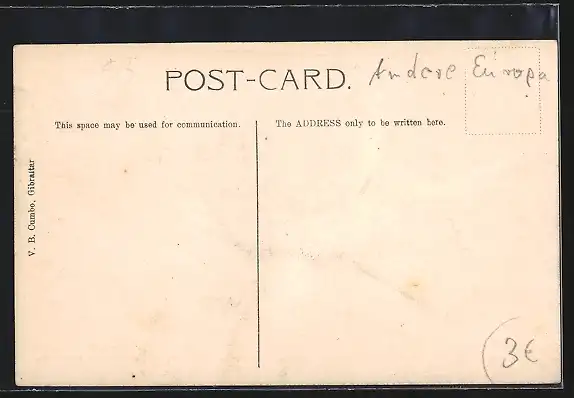 POST-CARD.
Andere Europa
This space may be used for communication.
The ADDRESS only to be written here.
V. B. Cumbo, Gibraltar
3€